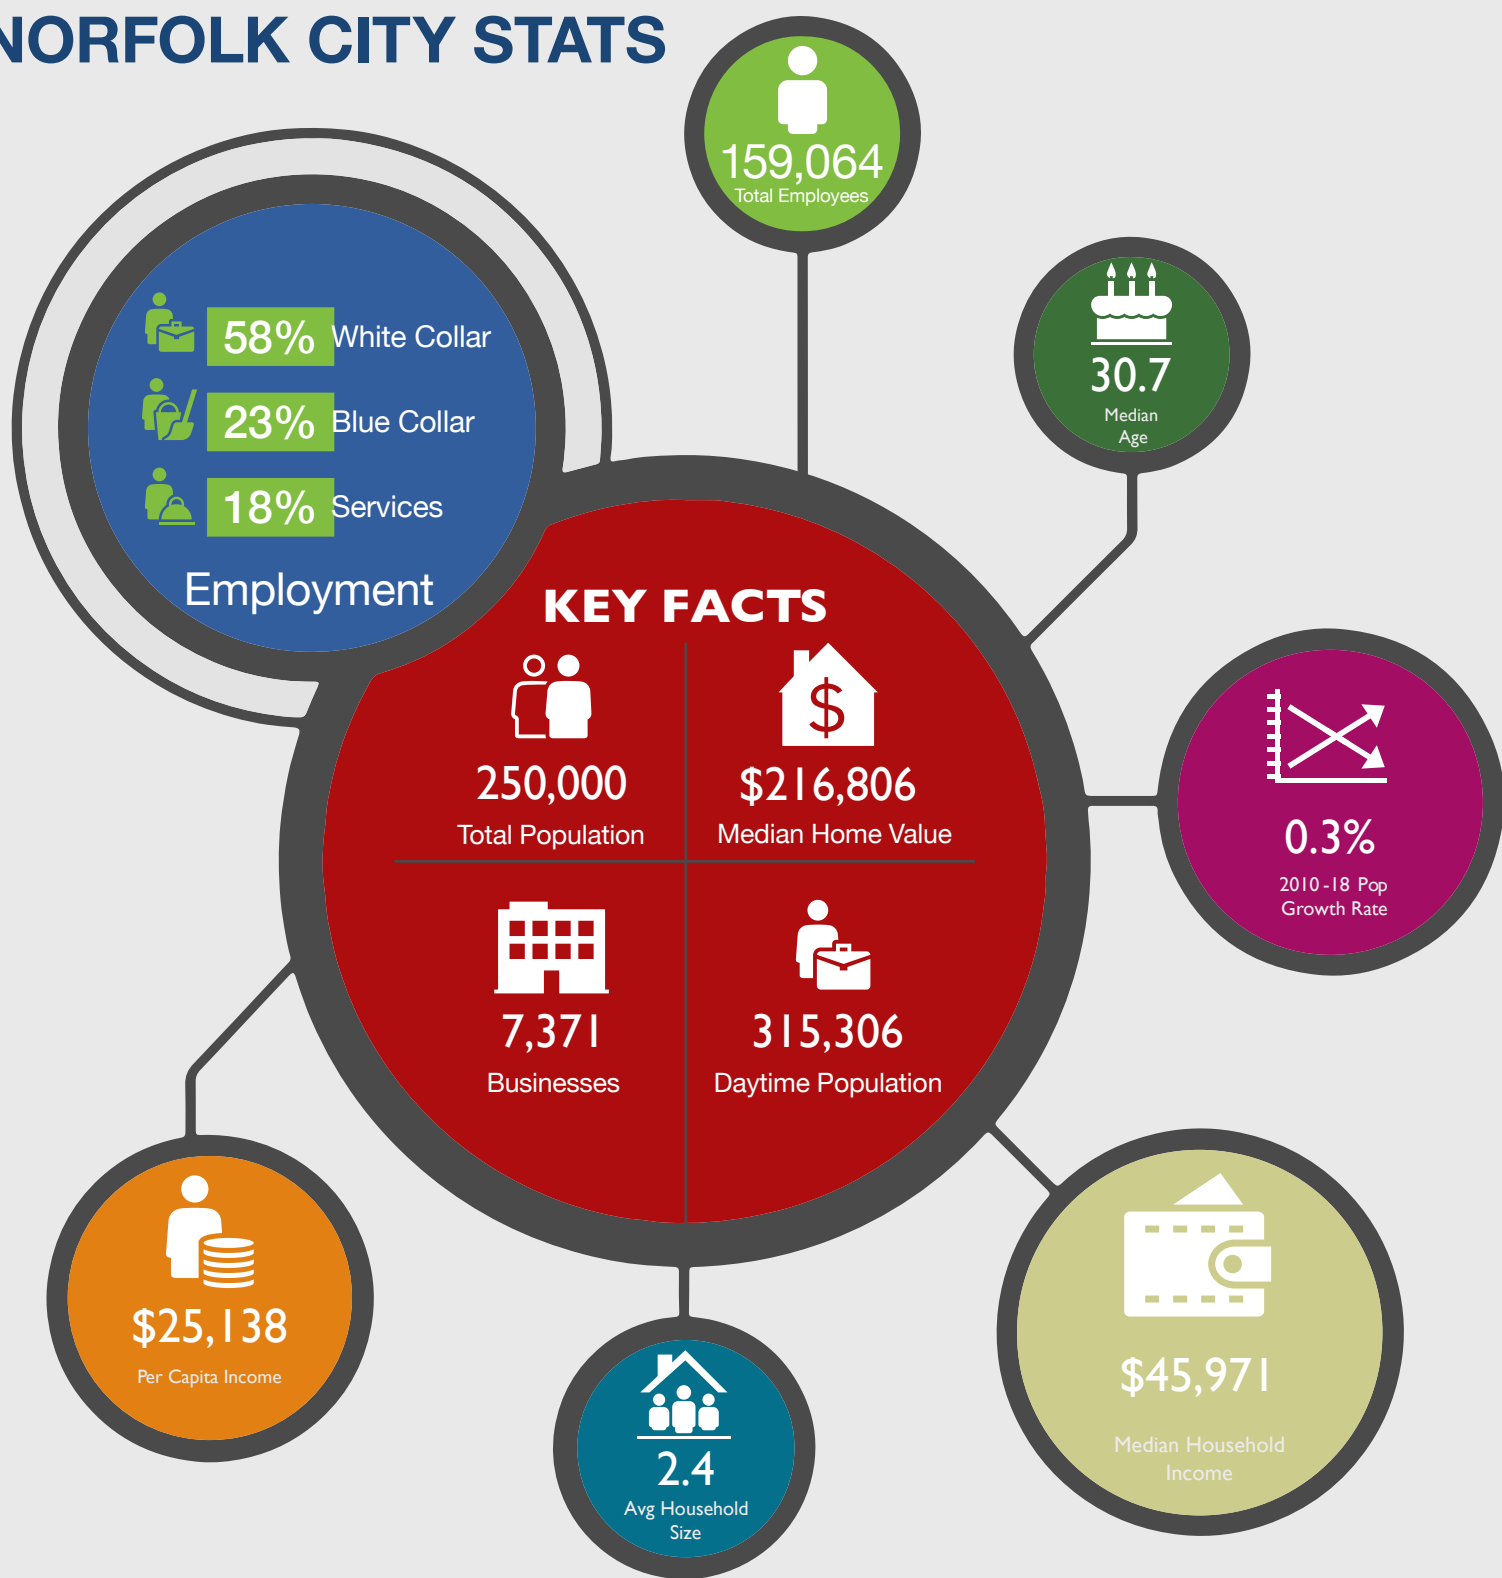 NORFOLK CITY STATS
159,064
Total Employees
58% White Collar
23% Blue Collar
18% Services
Employment
30.7
Median
Age
KEY FACTS
250,000
Total Population
$216,806
Median Home Value
7,371
Businesses
315,306
Daytime Population
0.3%
2010-18 Pop
Growth Rate
$25,138
Per Capita Income
2.4
Avg Household
Size
$45,971
Median Household
Income